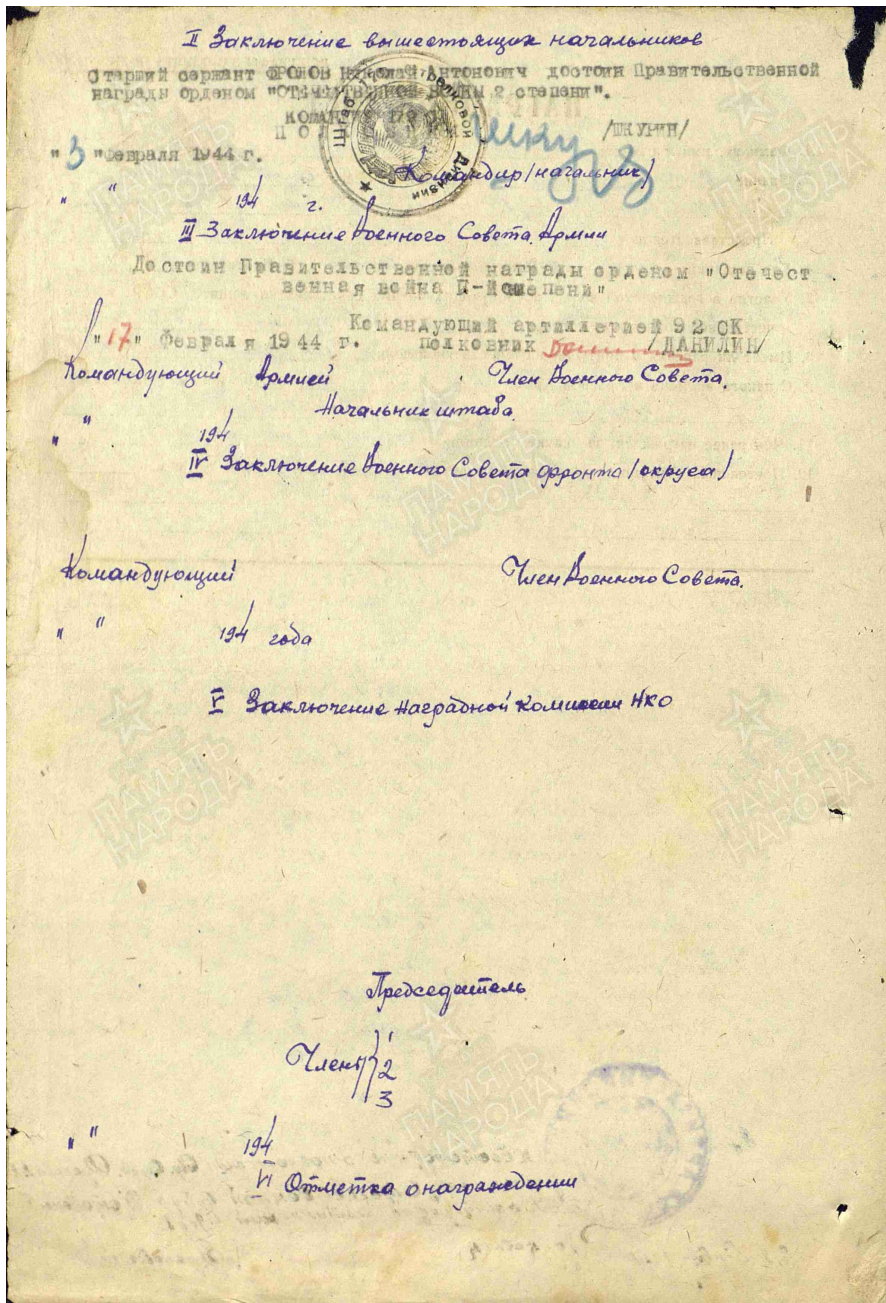 II Заключение вышестоящих начальников
Старший сержант ФРОЛОВ Николай Антонович достоин Правительственной
награды орденом "ОТЕЧЕСТВЕННОЙ ВОЙНЫ 2 степени".
/ШКУРИН/
"3 "февраля 1944 г.
Командир /начальник/
" " 194 г.
III Заключение Военного Совета Армии
Достоин Правительственной награды орденом "Отечест
венная война П-й степени"
Командующий артиллерией 92 СК
"17" Февраля 1944 г. полковник /ДАНИЛИН/
Командующий Армией Член Военного Совета.
Начальник штаба
" " 194
IV Заключение Военного Совета фронта /округа/
Командующий Член Военного Совета.
" " 194 года
V Заключение Наградной комиссии НКО
Председатель
Члены 1
2
3
" " 194
VI Отметка о награждении
ПАМЯТЬ
НАРОДА